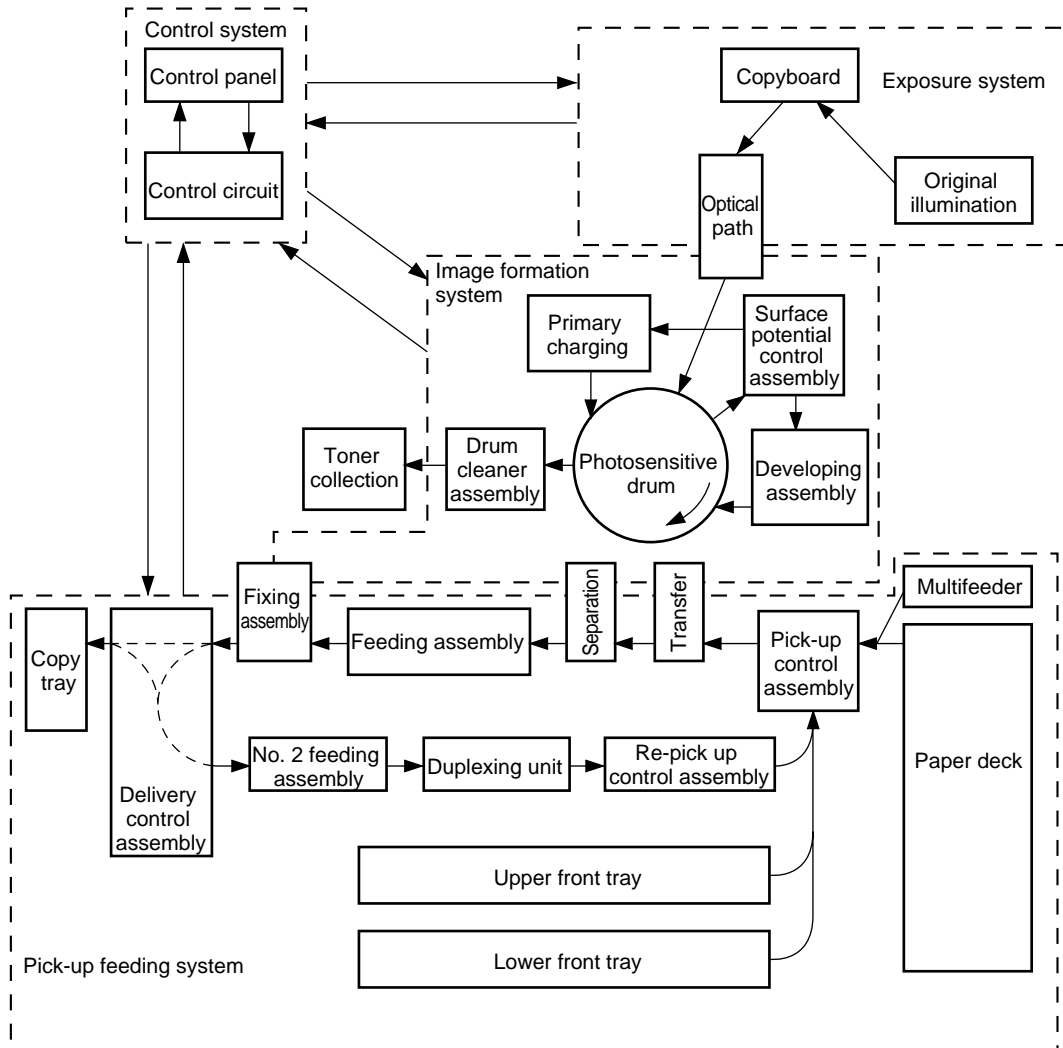 Control system
Control panel
Control circuit
Copyboard
Exposure system
Original
illumination
Optical
path
Image formation
system
Primary
charging
Surface
potential
control
assembly
Toner
collection
Drum
cleaner
assembly
Photosensitive
drum
Developing
assembly
Fixing
assembly
Feeding assembly
Separation
Transfer
Pick-up
control
assembly
Multifeeder
Copy
tray
Delivery
control
assembly
No. 2 feeding
assembly
Duplexing unit
Re-pick up
control assembly
Paper deck
Upper front tray
Lower front tray
Pick-up feeding system